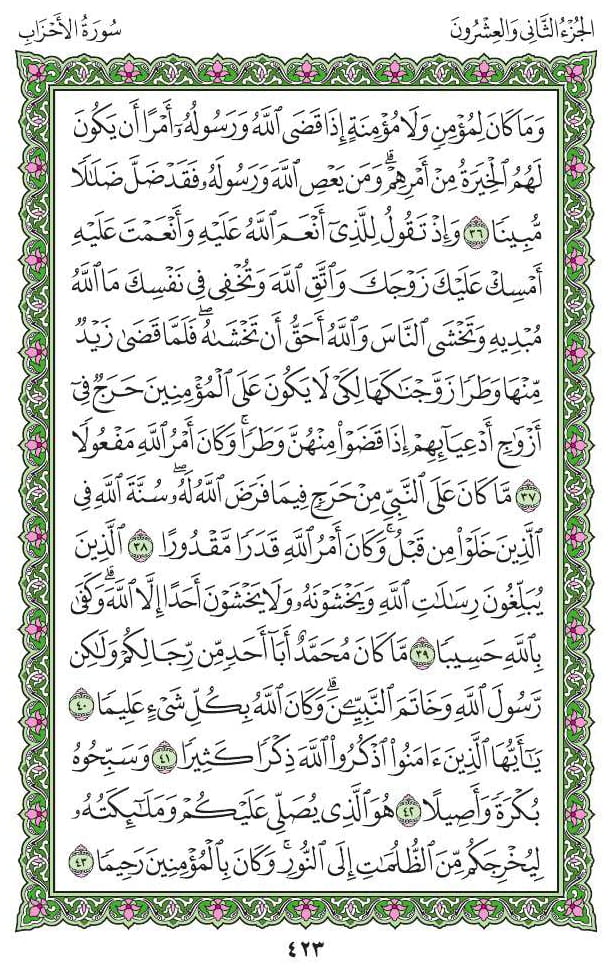 الجُزْءُ الثَّانِي وَالعِشْرُونَ
سُورَةُ الأَحْزَابِ
وَمَا كَانَ لِمُؤْمِنٍ وَلَا مُؤْمِنَةٍ إِذَا قَضَى ٱللَّهُ وَرَسُولُهُۥٓ أَمْرًا أَن يَكُونَ
لَهُمُ ٱلْخِيَرَةُ مِنْ أَمْرِهِمْۗ وَمَن يَعْصِ ٱللَّهَ وَرَسُولَهُۥ فَقَدْ ضَلَّ ضَلَٰلًا
مُّبِينًا ٣٦ وَإِذْ تَقُولُ لِلَّذِىٓ أَنْعَمَ ٱللَّهُ عَلَيْهِ وَأَنْعَمْتَ عَلَيْهِ
أَمْسِكْ عَلَيْكَ زَوْجَكَ وَٱتَّقِ ٱللَّهَ وَتُخْفِى فِى نَفْسِكَ مَا ٱللَّهُ
مُبْدِيهِ وَتَخْشَى ٱلنَّاسَ وَٱللَّهُ أَحَقُّ أَن تَخْشَىٰهُۖ فَلَمَّا قَضَىٰ زَيْدٌ
مِّنْهَا وَطَرًا زَوَّجْنَٰكَهَا لِكَىْ لَا يَكُونَ عَلَى ٱلْمُؤْمِنِينَ حَرَجٌ فِىٓ
أَزْوَٰجِ أَدْعِيَآئِهِمْ إِذَا قَضَوْا۟ مِنْهُنَّ وَطَرًاۚ وَكَانَ أَمْرُ ٱللَّهِ مَفْعُولًا
٣٧ مَّا كَانَ عَلَى ٱلنَّبِىِّ مِنْ حَرَجٍ فِيمَا فَرَضَ ٱللَّهُ لَهُۥۖ سُنَّةَ ٱللَّهِ فِى
ٱلَّذِينَ خَلَوْا۟ مِن قَبْلُۚ وَكَانَ أَمْرُ ٱللَّهِ قَدَرًا مَّقْدُورًا ٣٨ ٱلَّذِينَ
يُبَلِّغُونَ رِسَٰلَٰتِ ٱللَّهِ وَيَخْشَوْنَهُۥ وَلَا يَخْشَوْنَ أَحَدًا إِلَّا ٱللَّهَۗ وَكَفَىٰ
بِٱللَّهِ حَسِيبًا ٣٩ مَّا كَانَ مُحَمَّدٌ أَبَآ أَحَدٍ مِّن رِّجَالِكُمْ وَلَٰكِن
رَّسُولَ ٱللَّهِ وَخَاتَمَ ٱلنَّبِيِّۦنَۗ وَكَانَ ٱللَّهُ بِكُلِّ شَىْءٍ عَلِيمًا ٤٠
يَٰٓأَيُّهَا ٱلَّذِينَ ءَامَنُوا۟ ٱذْكُرُوا۟ ٱللَّهَ ذِكْرًا كَثِيرًا ٤١ وَسَبِّحُوهُ
بُكْرَةً وَأَصِيلًا ٤٢ هُوَ ٱلَّذِى يُصَلِّى عَلَيْكُمْ وَمَلَٰٓئِكَتُهُۥ
لِيُخْرِجَكُم مِّنَ ٱلظُّلُمَٰتِ إِلَى ٱلنُّورِۚ وَكَانَ بِٱلْمُؤْمِنِينَ رَحِيمًا ٤٣
٤٢٣